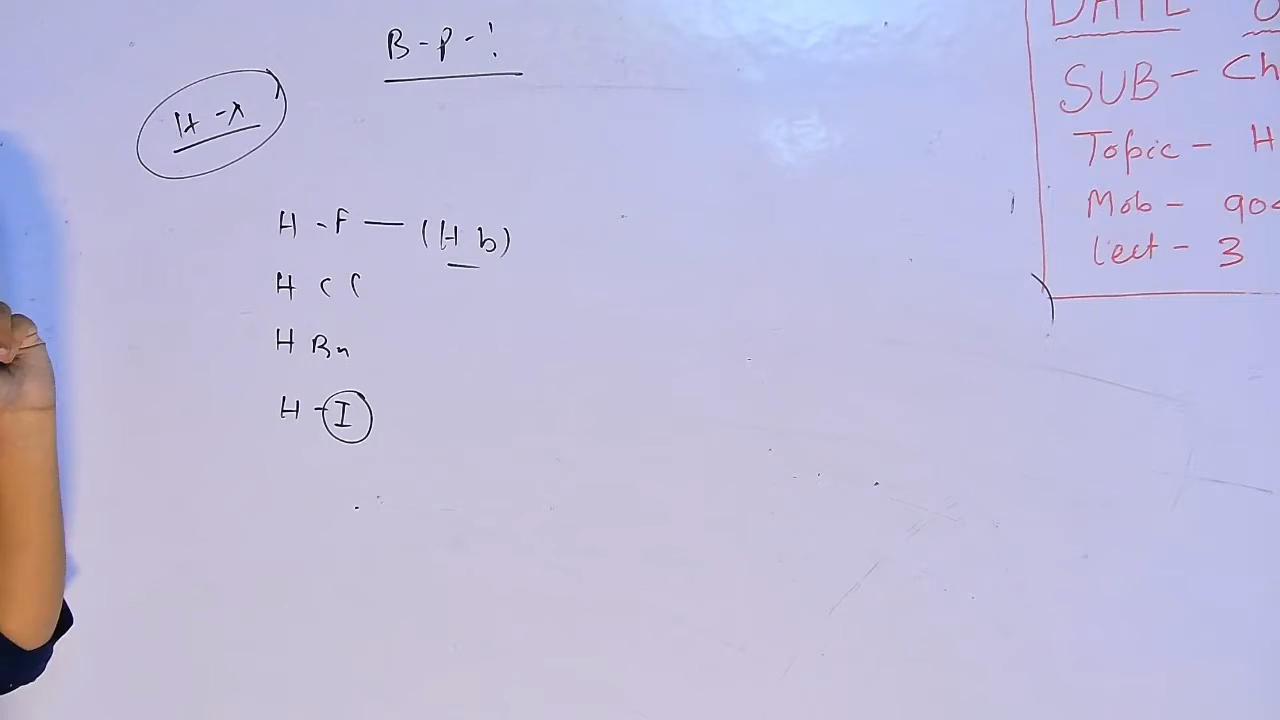 B-P-!
H-X
H-F — (H b)
H Cl
H Br
H-I
DATE
SUB- Ch
Topic- H
Mob- 90
Lect- 3